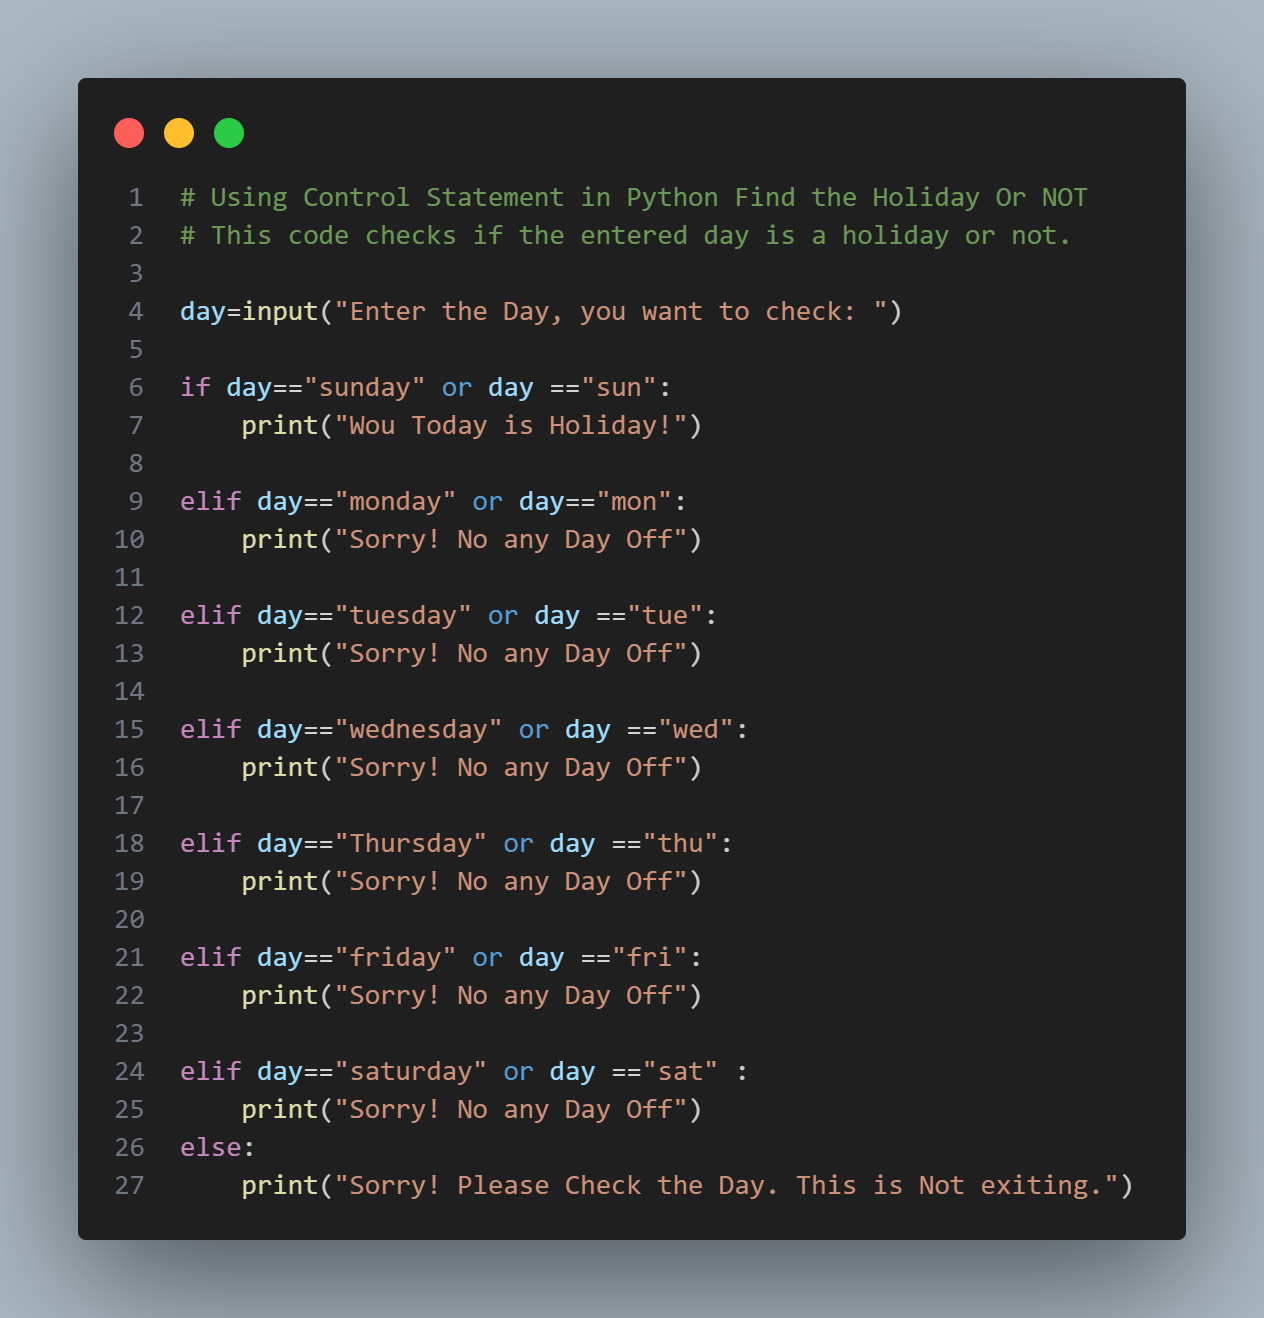 1 # Using Control Statement in Python Find the Holiday Or NOT
2 # This code checks if the entered day is a holiday or not.
3
4 day=input("Enter the Day, you want to check: ")
5
6 if day=="sunday" or day =="sun":
7     print("Wou Today is Holiday!")
8
9 elif day=="monday" or day=="mon":
10     print("Sorry! No any Day Off")
11
12 elif day=="tuesday" or day =="tue":
13     print("Sorry! No any Day Off")
14
15 elif day=="wednesday" or day =="wed":
16     print("Sorry! No any Day Off")
17
18 elif day=="Thursday" or day =="thu":
19     print("Sorry! No any Day Off")
20
21 elif day=="friday" or day =="fri":
22     print("Sorry! No any Day Off")
23
24 elif day=="saturday" or day =="sat" :
25     print("Sorry! No any Day Off")
26 else:
27     print("Sorry! Please Check the Day. This is Not exiting.")